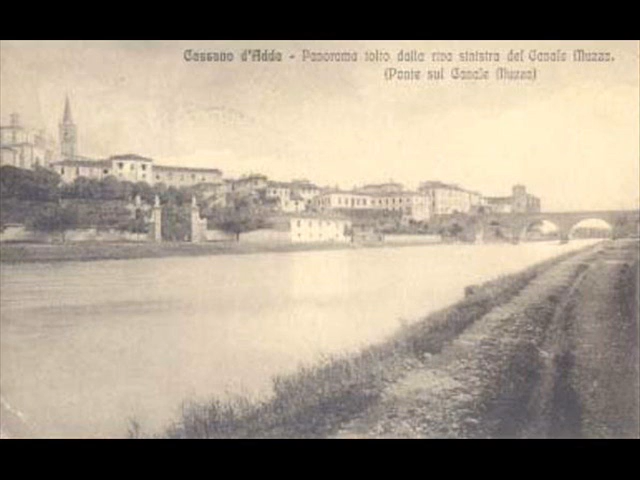 Cassano d'Adda - Panorama tolto dalla riva sinistra del Canale Muzza.
(Ponte sul Canale Muzza)